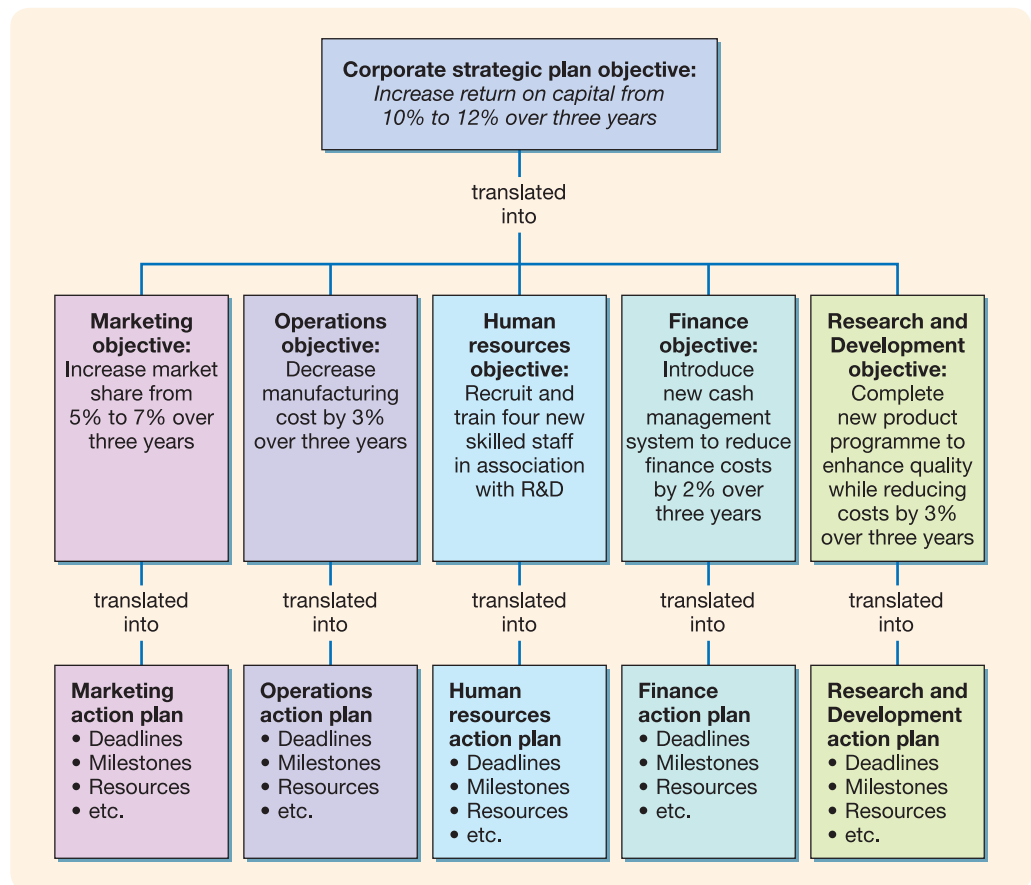 Corporate strategic plan objective:
Increase return on capital from
10% to 12% over three years
translated
into
Marketing
objective:
Increase market
share from
5% to 7% over
three years
Operations
objective:
Decrease
manufacturing
cost by 3%
over three years
Human
resources
objective:
Recruit and
train four new
skilled staff
in association
with R&D
Finance
objective:
Introduce
new cash
management
system to reduce
finance costs
by 2% over
three years
Research and
Development
objective:
Complete
new product
programme to
enhance quality
while reducing
costs by 3%
over three years
translated
into
translated
into
translated
into
translated
into
translated
into
Marketing
action plan
• Deadlines
• Milestones
• Resources
• etc.
Operations
action plan
• Deadlines
• Milestones
• Resources
• etc.
Human
resources
action plan
• Deadlines
• Milestones
• Resources
• etc.
Finance
action plan
• Deadlines
• Milestones
• Resources
• etc.
Research and
Development
action plan
• Deadlines
• Milestones
• Resources
• etc.